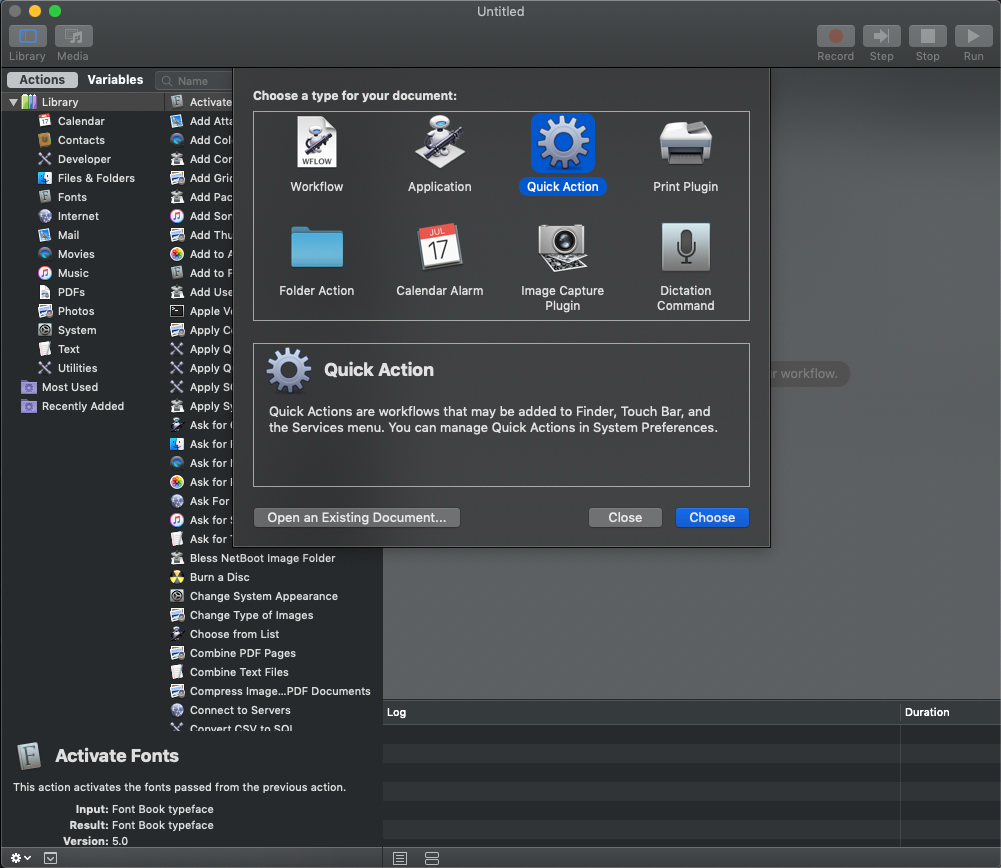 Untitled
Library Media Record Step Stop Run
Actions Variables Name
Library
Calendar
Contacts
Developer
Files & Folders
Fonts
Internet
Mail
Movies
Music
PDFs
Photos
System
Text
Utilities
Most Used
Recently Added
Activate
Add Atta
Add Col
Add Cor
Add Grid
Add Pac
Add Son
Add Thu
Add to A
Add to F
Add Use
Apple Ve
Apply C
Apply Q
Apply Q
Apply S
Apply Sy
Ask for
Ask for
Ask for
Ask for
Ask For
Ask for
Ask for
Bless NetBoot Image Folder
Burn a Disc
Change System Appearance
Change Type of Images
Choose from List
Combine PDF Pages
Combine Text Files
Compress Image...PDF Documents
Connect to Servers
Convert CSV to SQL
Choose a type for your document:
WFLOW
Workflow
Application
Quick Action
Print Plugin
JUL
17
Folder Action
Calendar Alarm
Image Capture
Plugin
Dictation
Command
Quick Action
Quick Actions are workflows that may be added to Finder, Touch Bar, and
the Services menu. You can manage Quick Actions in System Preferences.
Open an Existing Document... Close Choose
r workflow.
Log Duration
Activate Fonts
This action activates the fonts passed from the previous action.
Input: Font Book typeface
Result: Font Book typeface
Version: 5.0